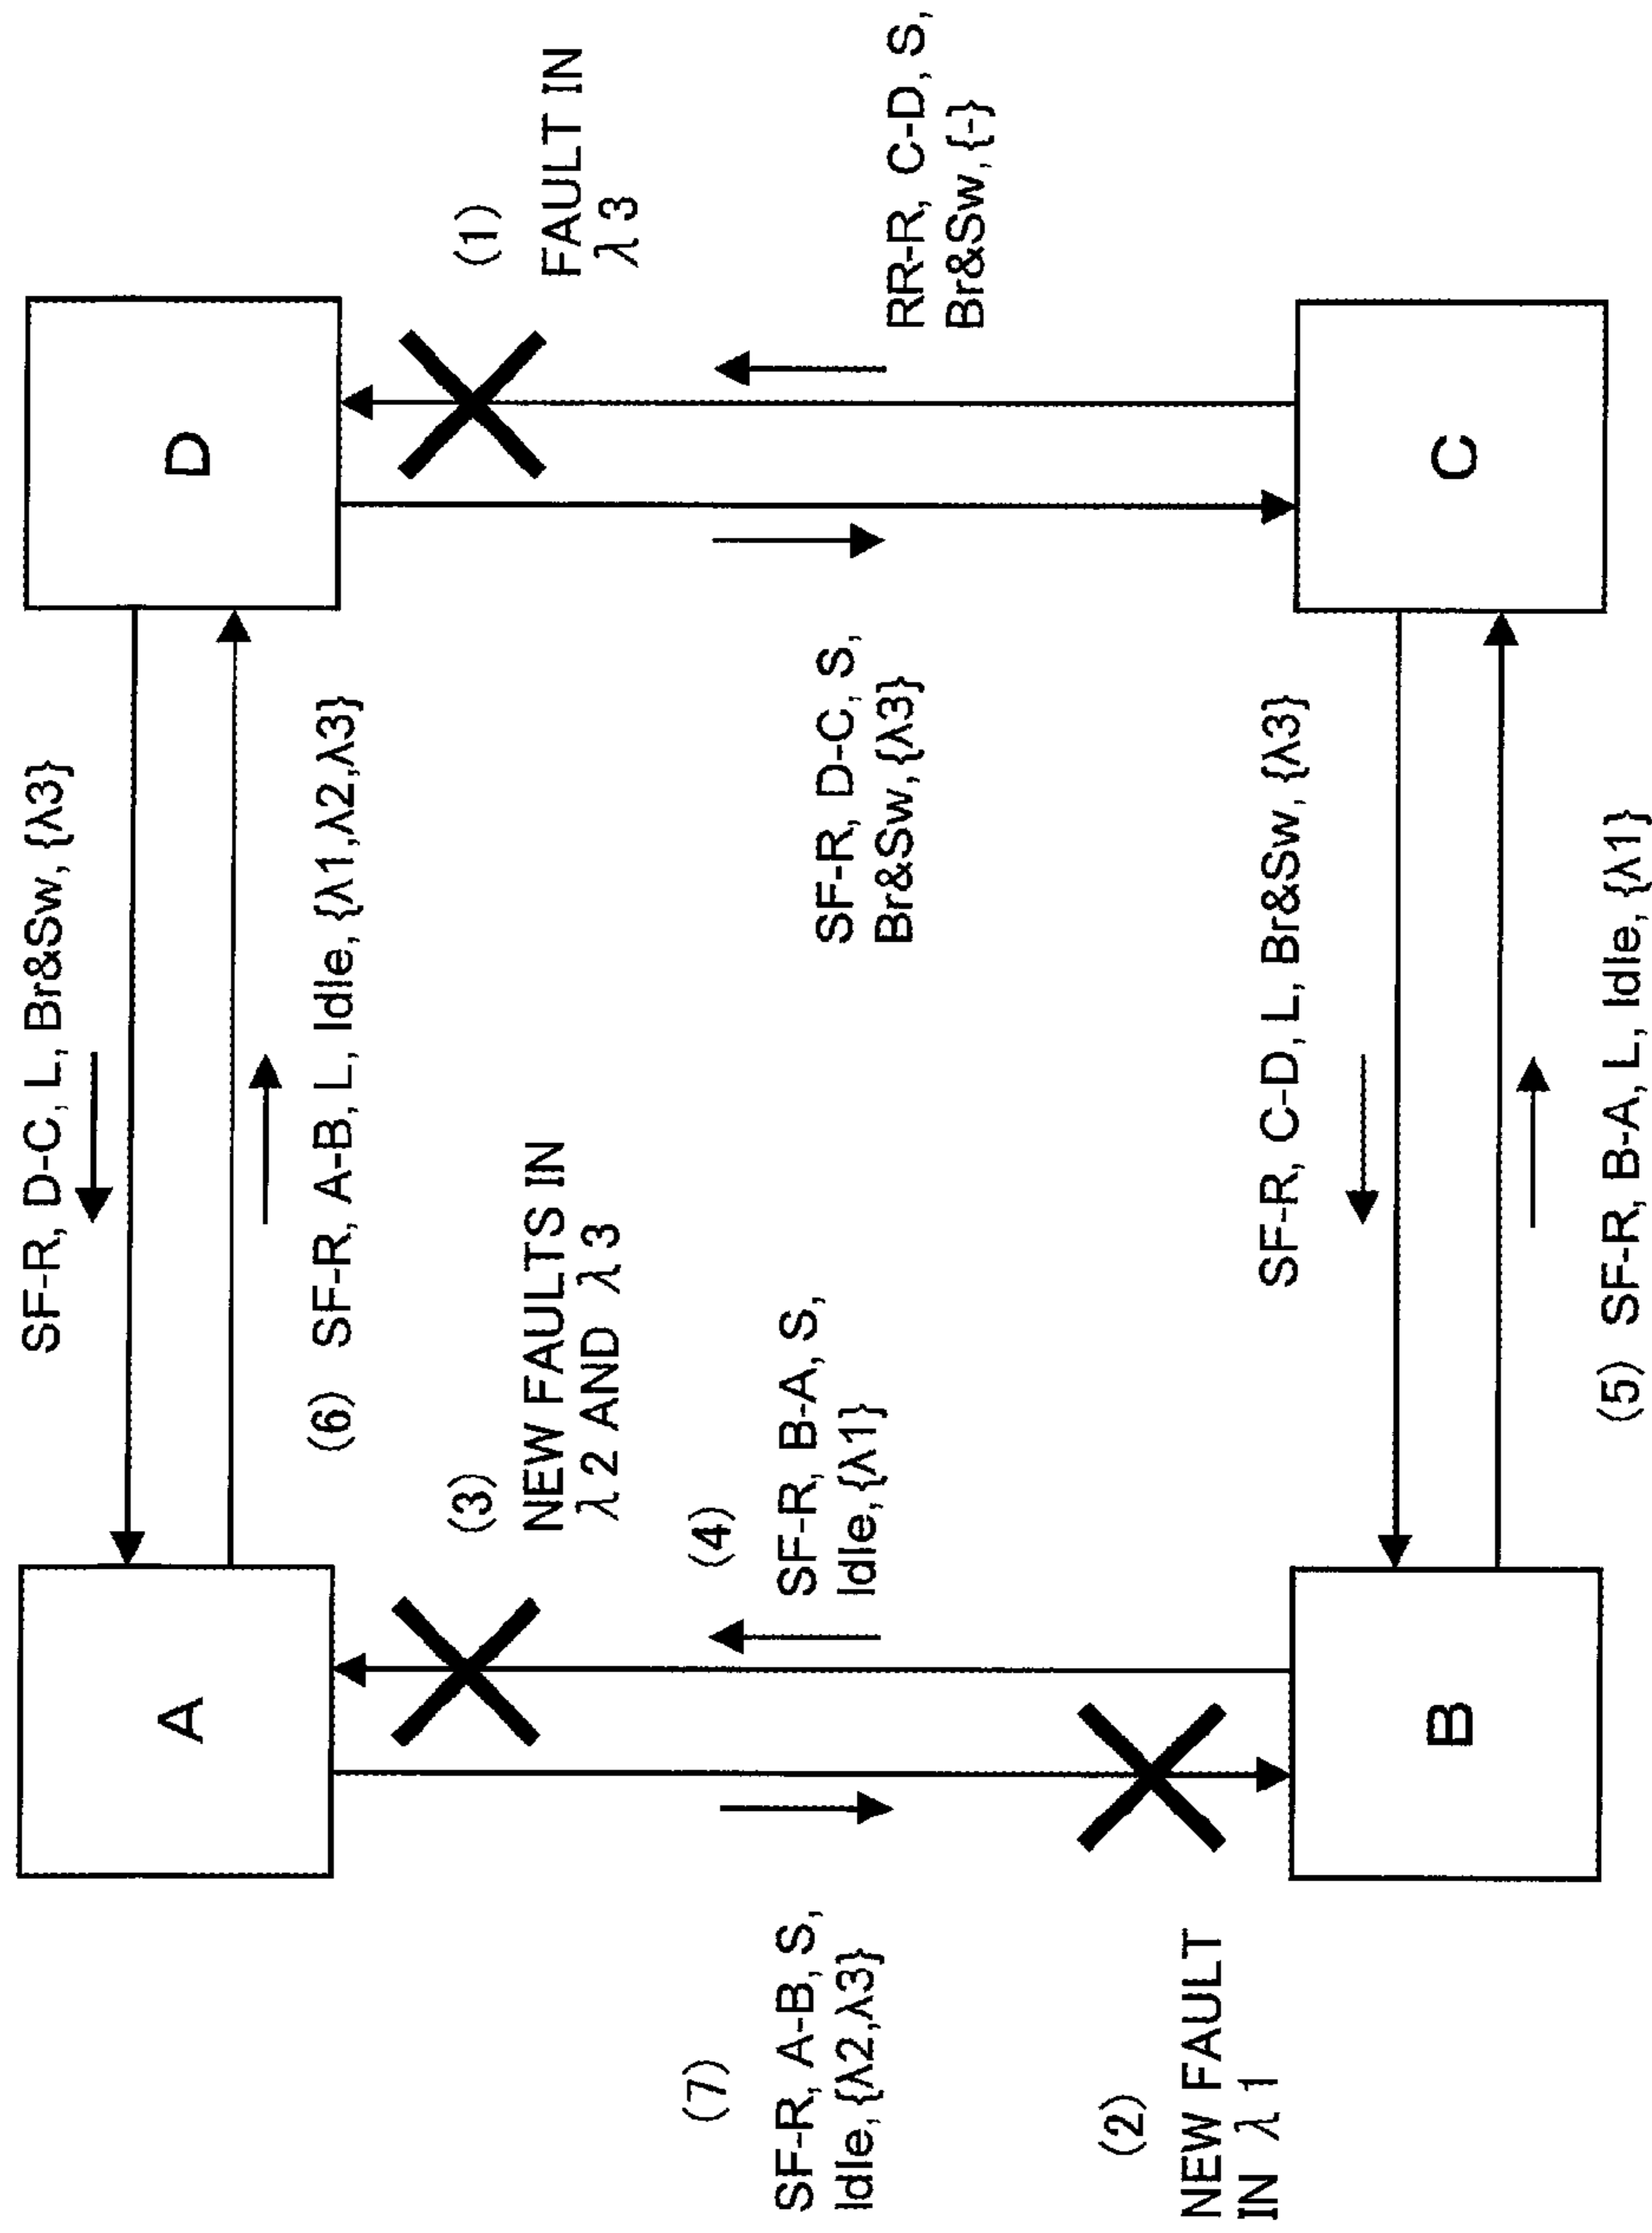 SF-R, D-C, L, Br&Sw, {λ3}
A
D
(6) SF-R, A-B, L, Idle, {λ1,λ2,λ3}
(3)
NEW FAULTS IN
λ2 AND λ3
(1)
FAULT IN
λ3
(7)
SF-R, A-B, S,
Idle, {λ2,λ3}
(4)
SF-R, B-A, S,
Idle, {λ1}
SF-R, D-C, S,
Br&Sw, {λ3}
RR-R, C-D, S,
Br&Sw, {-}
(2)
NEW FAULT
IN λ1
SF-R, C-D, L, Br&Sw, {λ3}
B
C
(5) SF-R, B-A, L, Idle, {λ1}